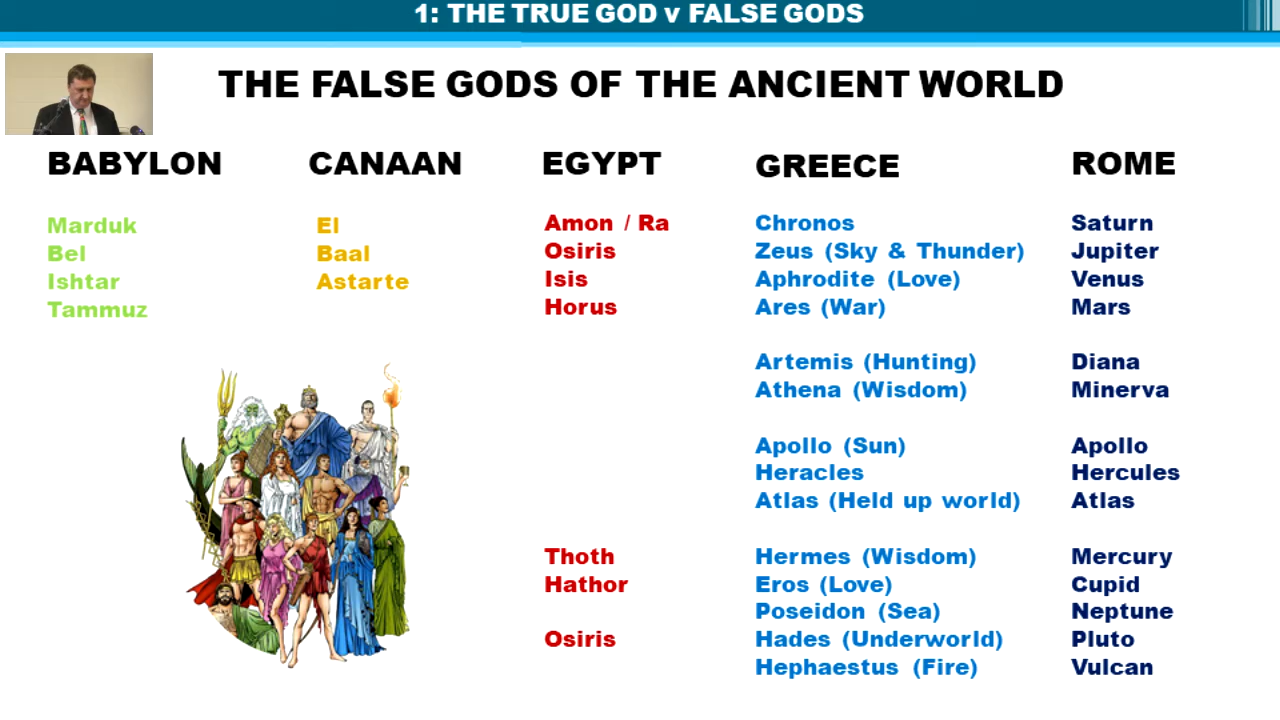 1: THE TRUE GOD v FALSE GODS
THE FALSE GODS OF THE ANCIENT WORLD
BABYLON
Marduk
Bel
Ishtar
Tammuz
CANAAN
El
Baal
Astarte
EGYPT
Amon / Ra
Osiris
Isis
Horus
Thoth
Hathor
Osiris
GREECE
Chronos
Zeus (Sky & Thunder)
Aphrodite (Love)
Ares (War)
Artemis (Hunting)
Athena (Wisdom)
Apollo (Sun)
Heracles
Atlas (Held up world)
Hermes (Wisdom)
Eros (Love)
Poseidon (Sea)
Hades (Underworld)
Hephaestus (Fire)
ROME
Saturn
Jupiter
Venus
Mars
Diana
Minerva
Apollo
Hercules
Atlas
Mercury
Cupid
Neptune
Pluto
Vulcan